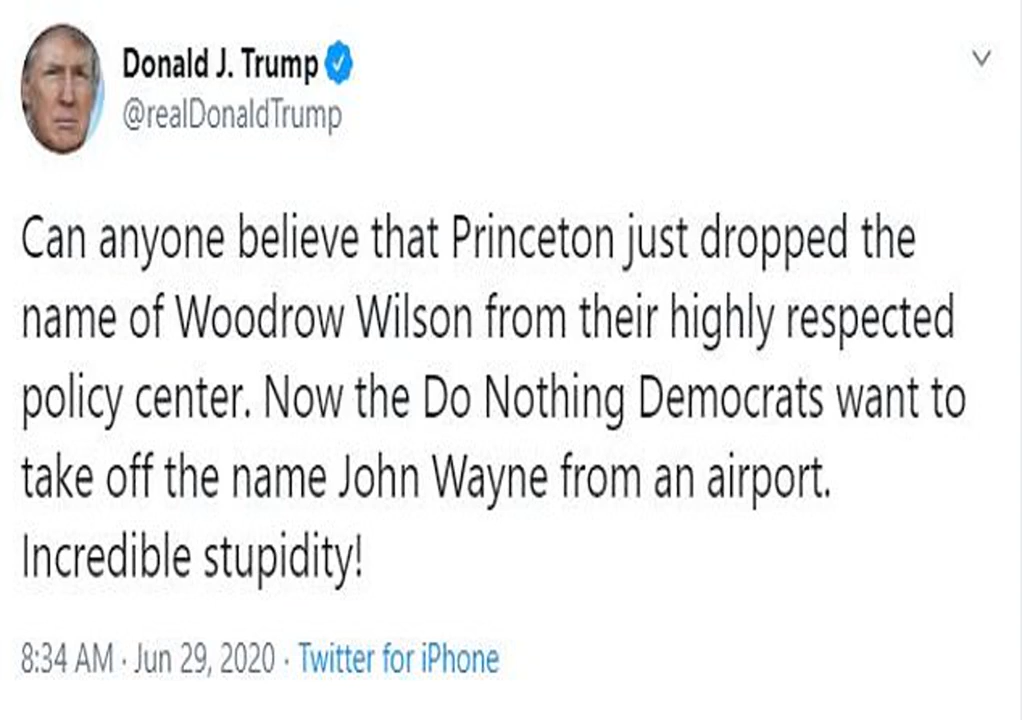 Donald J. Trump
@realDonaldTrump
Can anyone believe that Princeton just dropped the
name of Woodrow Wilson from their highly respected
policy center. Now the Do Nothing Democrats want to
take off the name John Wayne from an airport.
Incredible stupidity!
8:34 AM · Jun 29, 2020 · Twitter for iPhone